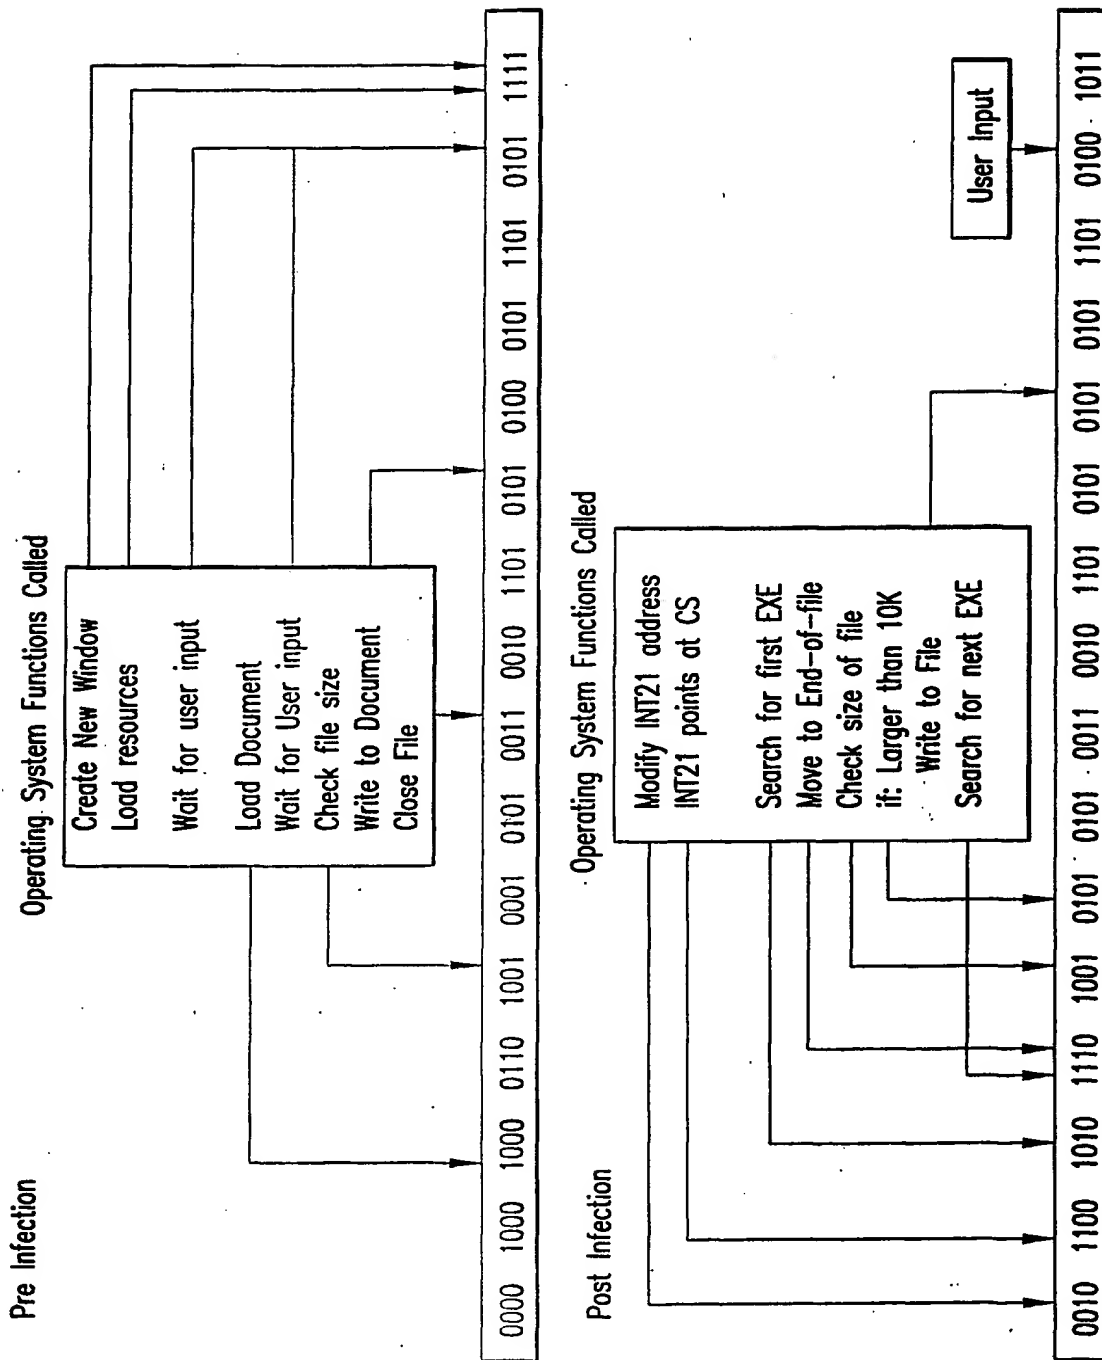 Pre Infection
Operating System Functions Called
Create New Window
Load resources
Wait for user input
Load Document
Wait for User input
Check file size
Write to Document
Close File
0000 1000 1000 0110 1001 0001 0101 0011 0010 1101 0101 0100 0101 1101 0101 1111
Post Infection
Operating System Functions Called
Modify INT21 address
INT21 points at CS
Search for first EXE
Move to End-of-file
Check size of file
if: Larger than 10K
Write to File
Search for next EXE
User Input
0010 1100 1010 1110 1001 0101 0101 0011 0010 1101 0101 0101 0101 1101 0100 1011